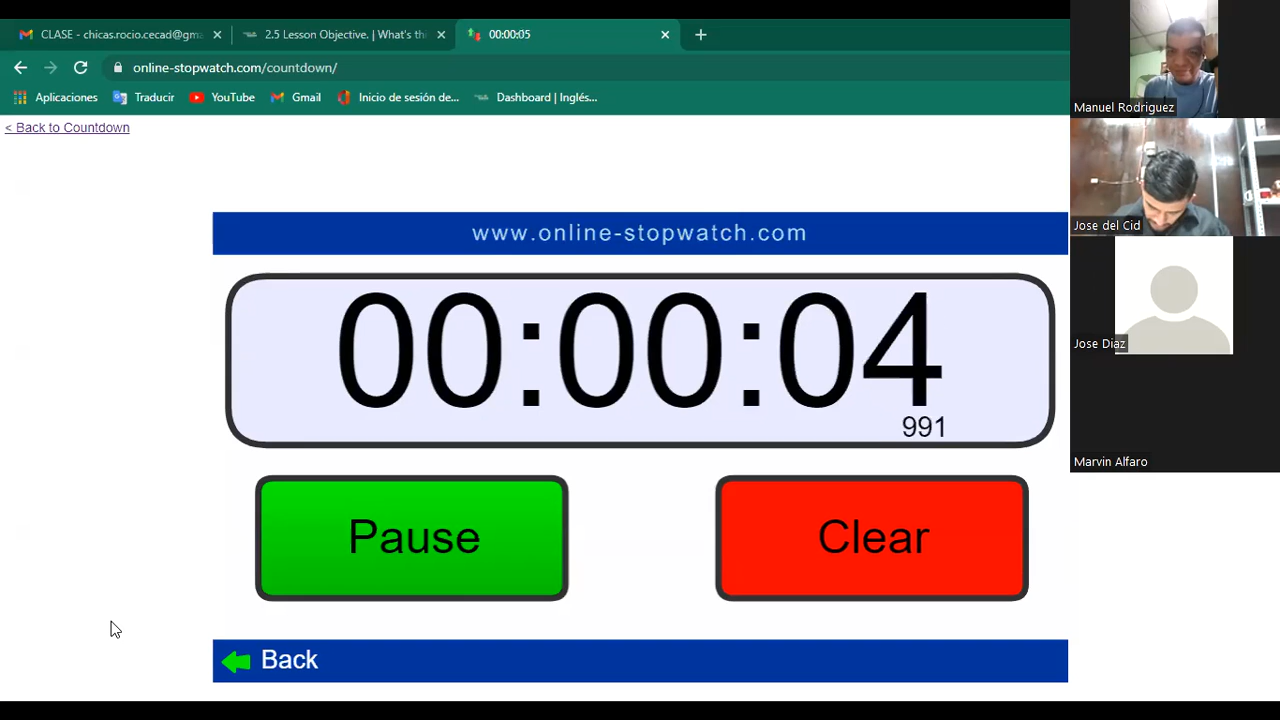 CLASE - chicas.rocio.cecad@gma
2.5 Lesson Objective. | What's thi
00:00:05
online-stopwatch.com/countdown/
Aplicaciones
Traducir
YouTube
Gmail
Inicio de sesión de...
Dashboard | Inglés...
< Back to Countdown
www.online-stopwatch.com
00:00:04
991
Pause
Clear
Back
Manuel Rodriguez
Jose del Cid
Jose Diaz
Marvin Alfaro